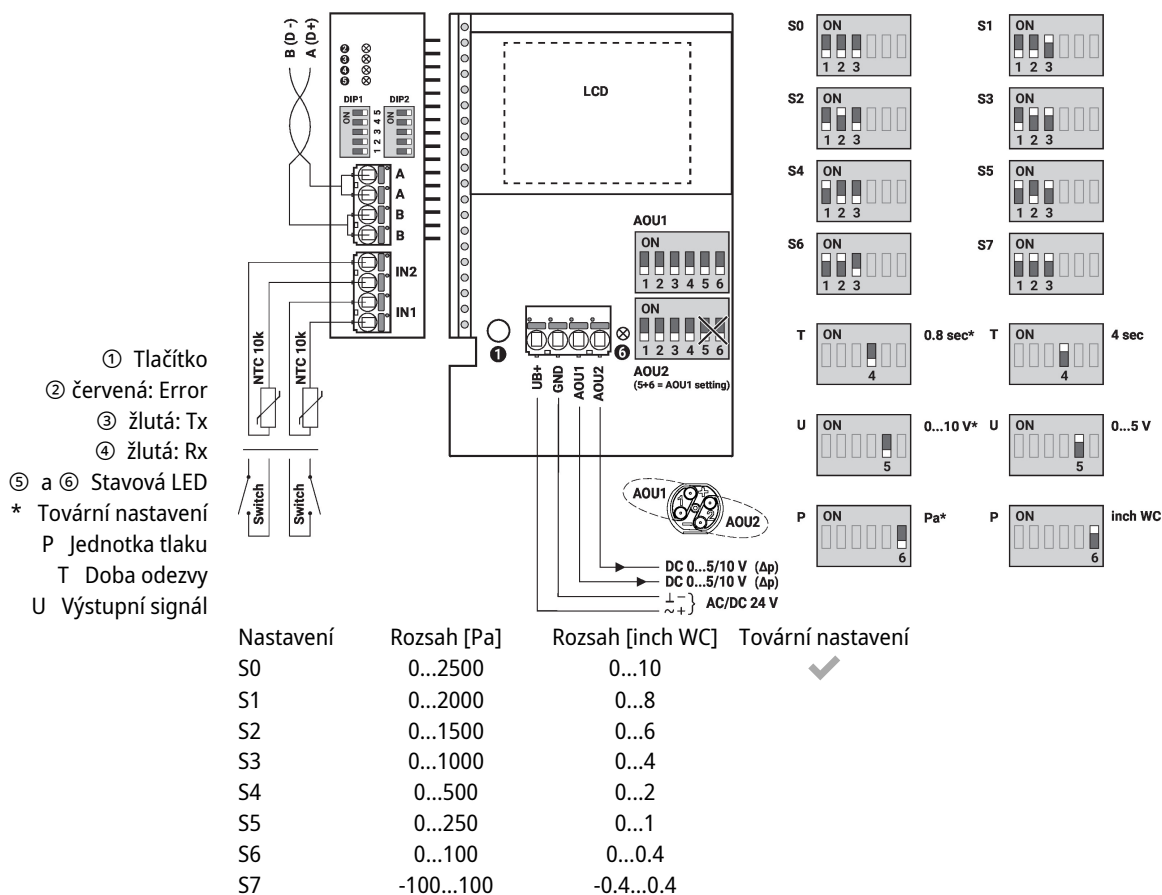 B (D -)
A (D+)
❷
❸
❹
❺
DIP1
DIP2
ON
ON
1 2 3 4 5
A
A
B
B
IN2
IN1
NTC 10k
NTC 10k
Switch
Switch
LCD
AOU1
ON
1 2 3 4 5 6
ON
1 2 3 4 5 6
AOU2
(5+6 = AOU1 setting)
❶
❻
UB+
GND
AOU1
AOU2
AOU1
1
2
+
−
AOU2
DC 0...5/10 V (Δp)
DC 0...5/10 V (Δp)
⊥ −
~ + } AC/DC 24 V
S0
ON
1 2 3
S1
ON
1 2 3
S2
ON
1 2 3
S3
ON
1 2 3
S4
ON
1 2 3
S5
ON
1 2 3
S6
ON
1 2 3
S7
ON
1 2 3
T
ON
4
0.8 sec*
T
ON
4
4 sec
U
ON
5
0...10 V*
U
ON
5
0...5 V
P
ON
6
Pa*
P
ON
6
inch WC
① Tlačítko
② červená: Error
③ žlutá: Tx
④ žlutá: Rx
⑤ a ⑥ Stavová LED
* Tovární nastavení
P Jednotka tlaku
T Doba odezvy
U Výstupní signál
Nastavení Rozsah [Pa] Rozsah [inch WC] Tovární nastavení
S0 0...2500 0...10 ✔
S1 0...2000 0...8
S2 0...1500 0...6
S3 0...1000 0...4
S4 0...500 0...2
S5 0...250 0...1
S6 0...100 0...0.4
S7 -100...100 -0.4...0.4